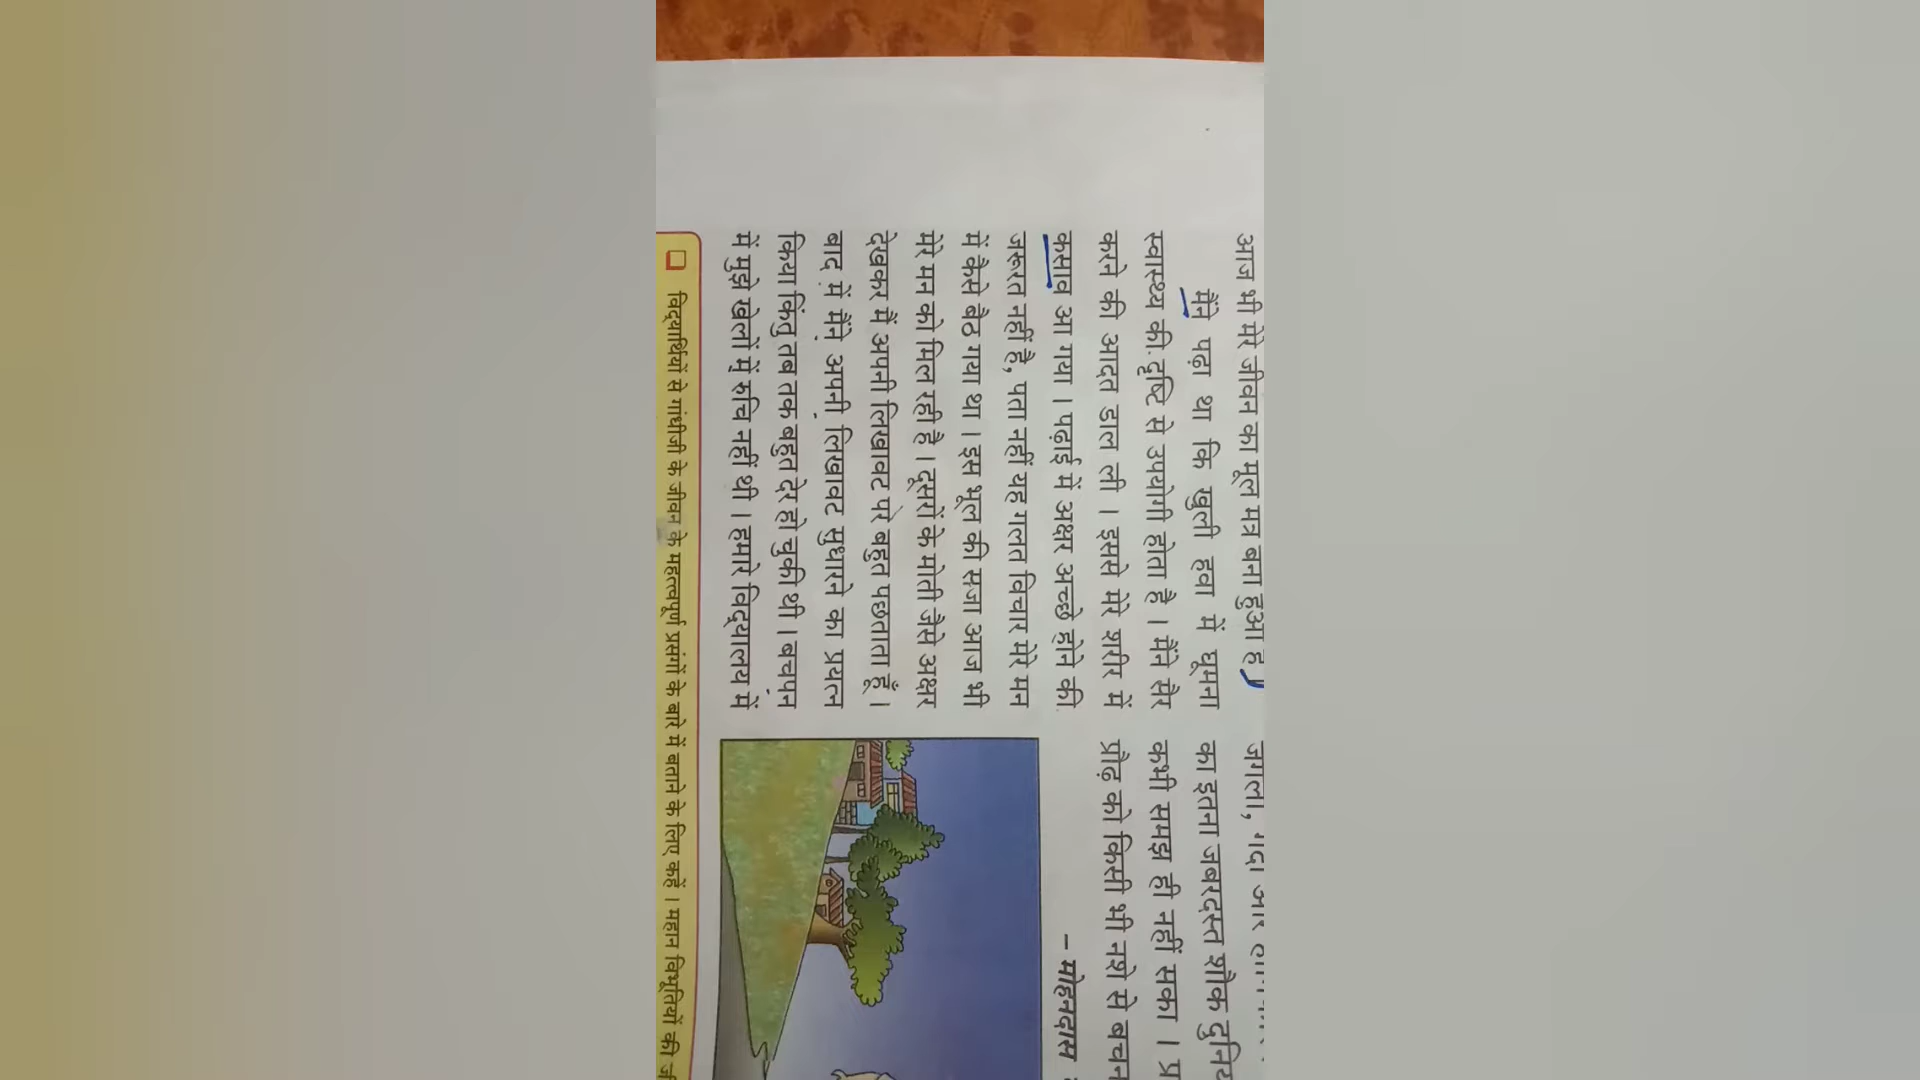 आज भी मेरे जीवन का मूल मंत्र बना हुआ है
मैंने पढ़ा था कि खुली हवा में घूमना
स्वास्थ्य की दृष्टि से उपयोगी होता है । मैंने सैर
करने की आदत डाल ली । इससे मेरे शरीर में
कसाव आ गया । पढ़ाई में अक्षर अच्छे होने की
जरूरत नहीं है, पता नहीं यह गलत विचार मेरे मन
में कैसे बैठ गया था । इस भूल की सजा आज भी
मेरे मन को मिल रही है । दूसरों के मोती जैसे अक्षर
देखकर मैं अपनी लिखावट पर बहुत पछताता हूँ ।
बाद में मैंने अपनी लिखावट सुधारने का प्रयत्न
किया किंतु तब तक बहुत देर हो चुकी थी । बचपन
में मुझे खेलों में रुचि नहीं थी । हमारे विद्यालय में
का इतना जबरदस्त शौक
कभी समझ ही नहीं सका ।
प्रौढ़ को किसी भी नशे से
– मोहनदास
❑ विद्यार्थियों से गांधीजी के जीवन के महत्त्वपूर्ण प्रसंगों के बारे में बताने के लिए कहें । महान विभूतियों की